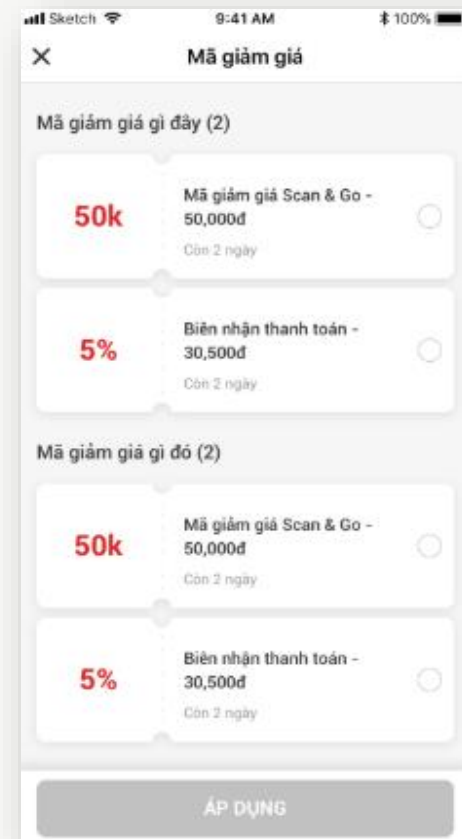 Sketch 9:41 AM 100%
Mã giảm giá
Mã giảm giá gì đây (2)
50k
Mã giảm giá Scan & Go -
50,000đ
Còn 2 ngày
5%
Biên nhận thanh toán -
30,500đ
Còn 2 ngày
Mã giảm giá gì đó (2)
50k
Mã giảm giá Scan & Go -
50,000đ
Còn 2 ngày
5%
Biên nhận thanh toán -
30,500đ
Còn 2 ngày
ÁP DỤNG